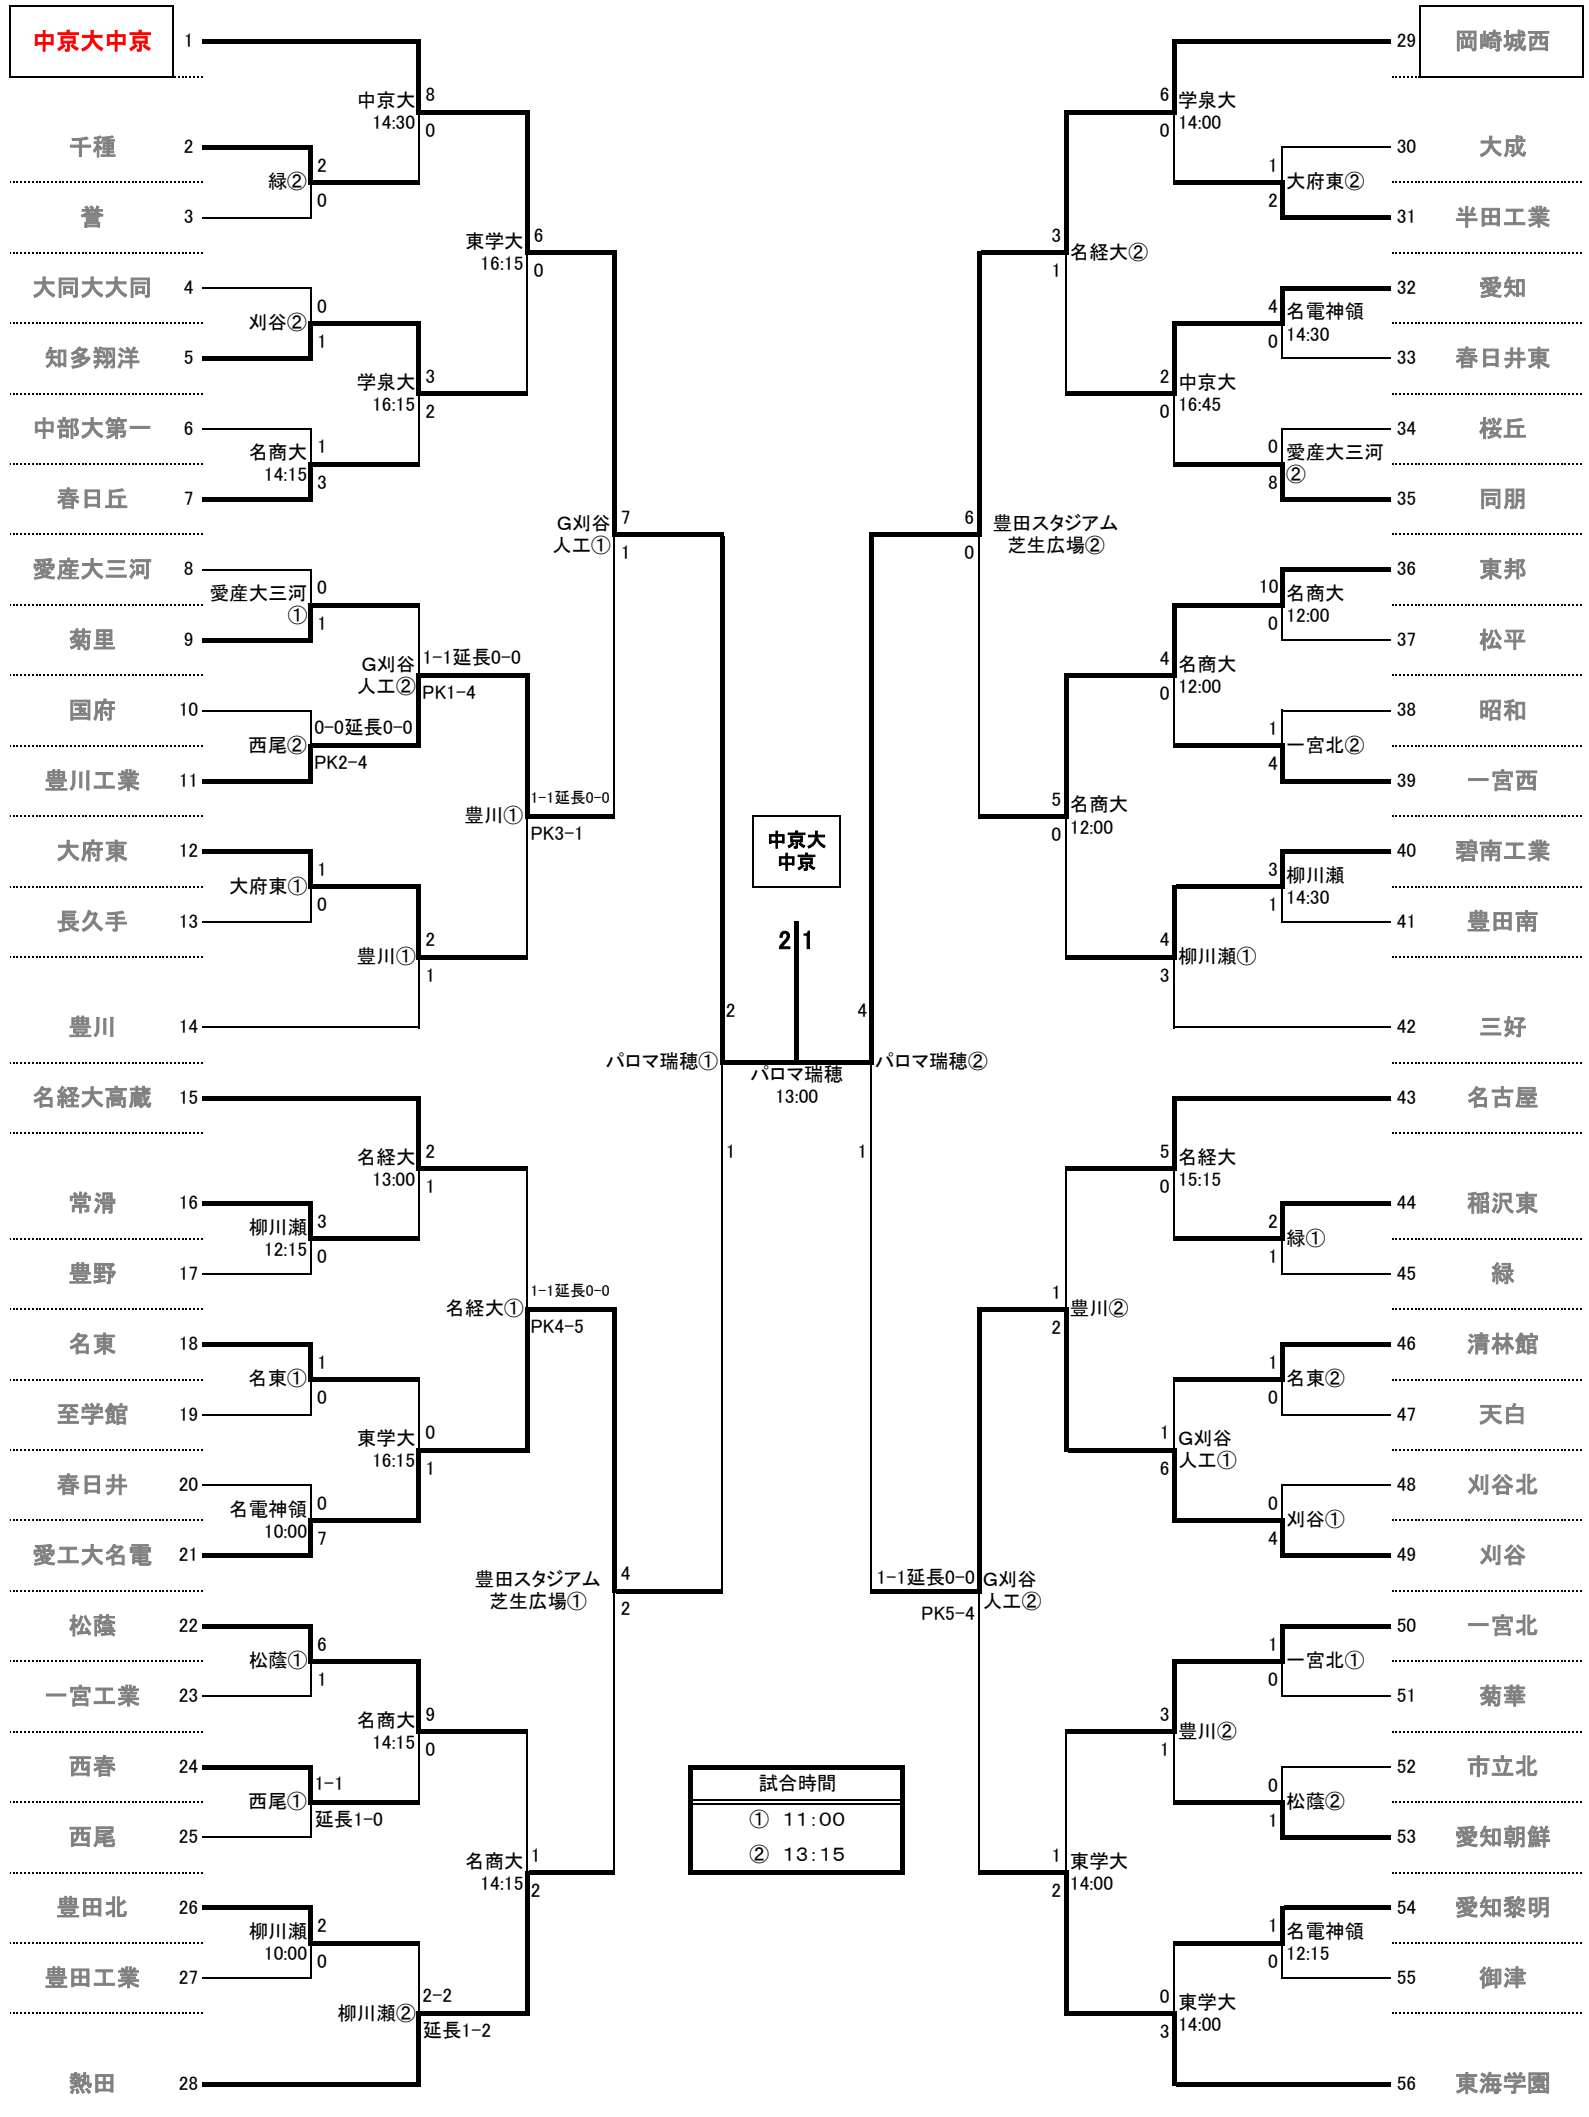 中京大中京 1
中京大 8
14:30 0
千種 2
緑② 2
0
誉 3
東学大 6
16:15 0
大同大大同 4
刈谷② 0
1
知多翔洋 5
学泉大 3
16:15 2
中部大第一 6
名商大 1
14:15 3
春日丘 7
G刈谷 7
人工① 1
愛産大三河 8
愛産大三河 0
① 1
菊里 9
G刈谷 1-1延長0-0
人工② PK1-4
国府 10
西尾② 0-0延長0-0
PK2-4
豊川工業 11
豊川① 1-1延長0-0
PK3-1
大府東 12
大府東① 1
0
長久手 13
豊川① 2
1
豊川 14
パロマ瑞穂① 2
1
名経大高蔵 15
名経大 2
13:00 1
常滑 16
柳川瀬 3
12:15 0
豊野 17
名経大① 1-1延長0-0
PK4-5
名東 18
名東① 1
0
至学館 19
東学大 0
16:15 1
春日井 20
名電神領 0
10:00 7
愛工大名電 21
豊田スタジアム 4
芝生広場① 2
松蔭 22
松蔭① 6
1
一宮工業 23
名商大 9
14:15 0
西春 24
西尾① 1-1
延長1-0
西尾 25
名商大 1
14:15 2
豊田北 26
柳川瀬 2
10:00 0
豊田工業 27
柳川瀬② 2-2
延長1-2
熱田 28
中京大
中京
2 1
パロマ瑞穂
13:00
試合時間
① 11:00
② 13:15
29 岡崎城西
6 学泉大
0 14:00
30 大成
1 大府東②
2
31 半田工業
3 名経大②
1
32 愛知
4 名電神領
0 14:30
33 春日井東
2 中京大
0 16:45
34 桜丘
0 愛産大三河
8 ②
35 同朋
6 豊田スタジアム
0 芝生広場②
36 東邦
10 名商大
0 12:00
37 松平
4 名商大
0 12:00
38 昭和
1 一宮北②
4
39 一宮西
5 名商大
0 12:00
40 碧南工業
3 柳川瀬
1 14:30
41 豊田南
4 柳川瀬①
3
42 三好
4 パロマ瑞穂②
1
43 名古屋
5 名経大
0 15:15
44 稲沢東
2 緑①
1
45 緑
1 豊川②
2
46 清林館
1 名東②
0
47 天白
1 G刈谷
6 人工①
48 刈谷北
0 刈谷①
4
49 刈谷
1-1延長0-0 G刈谷
PK5-4 人工②
50 一宮北
1 一宮北①
0
51 菊華
3 豊川②
1
52 市立北
0 松蔭②
1
53 愛知朝鮮
1 東学大
2 14:00
54 愛知黎明
1 名電神領
0 12:15
55 御津
0 東学大
3 14:00
56 東海学園